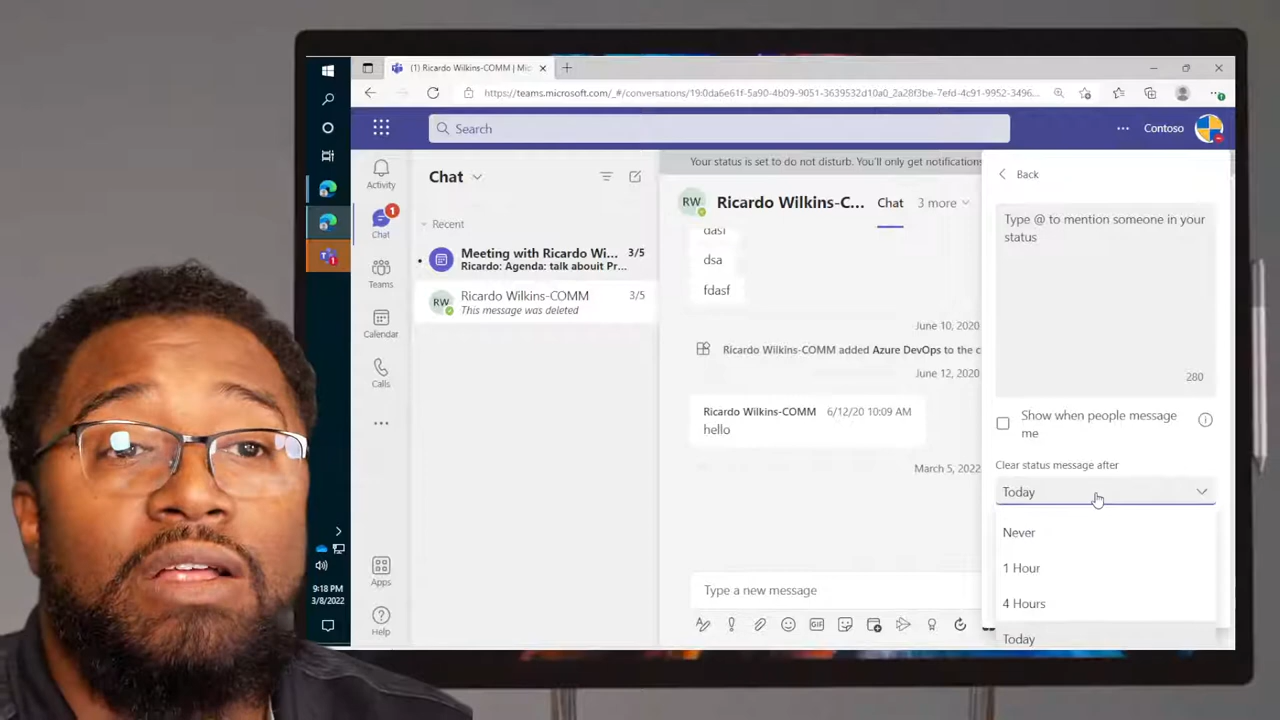 (1) Ricardo Wilkins-COMM | Mic
https://teams.microsoft.com/_#/conversations/19:0da6e61f-5a90-4b09-9051-3639532d10a0_2a28f3be-7efd-4c91-9952-3496...
Search
Contoso
Activity
Chat
1
Teams
Calendar
Calls
Apps
Help
9:18 PM
3/8/2022
Chat
Recent
Meeting with Ricardo Wi...
3/5
Ricardo: Agenda: talk abouit Pr...
RW
Ricardo Wilkins-COMM
3/5
This message was deleted
Your status is set to do not disturb. You'll only get notifications
RW
Ricardo Wilkins-C...
Chat
3 more
dasf
dsa
fdasf
June 10, 2020
Ricardo Wilkins-COMM added Azure DevOps to the c
June 12, 2020
Ricardo Wilkins-COMM 6/12/20 10:09 AM
hello
March 5, 2022
Type a new message
GIF
Back
Type @ to mention someone in your
status
280
Show when people message
me
Clear status message after
Today
Never
1 Hour
4 Hours
Today